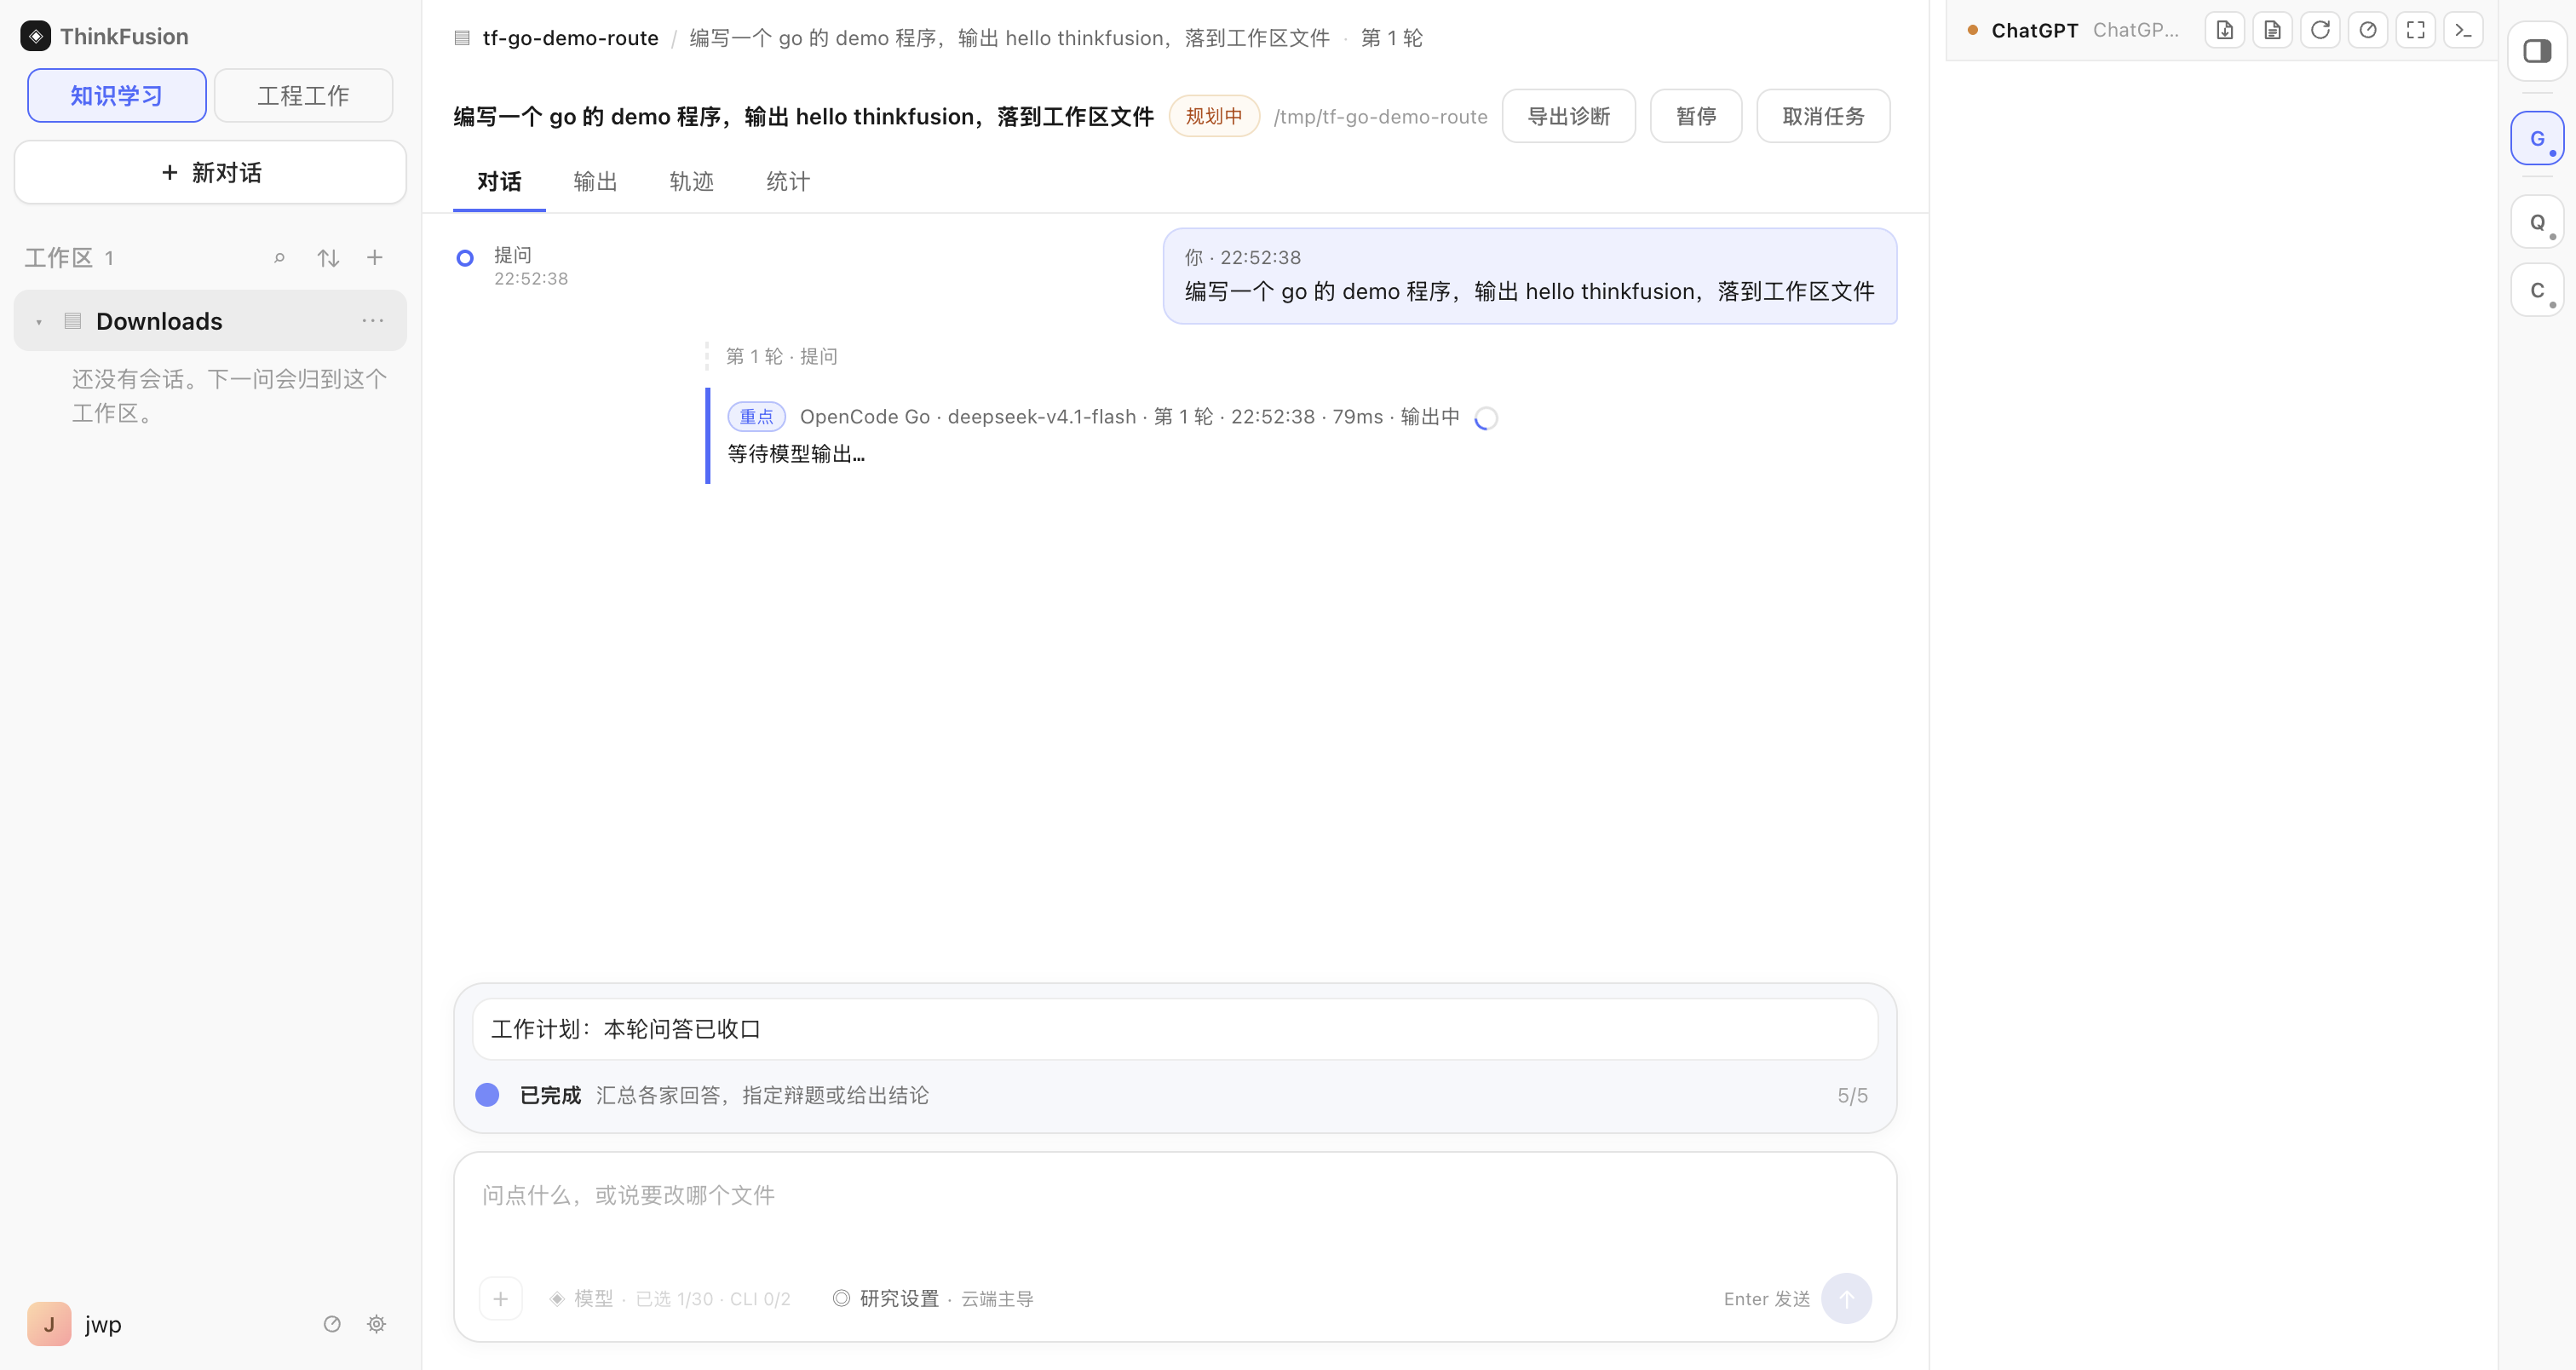 ThinkFusion
知识学习
工程工作
+ 新对话
工作区 1
Downloads
还没有会话。下一问会归到这个
工作区。
J jwp
tf-go-demo-route / 编写一个 go 的 demo 程序，输出 hello thinkfusion，落到工作区文件 · 第 1 轮
编写一个 go 的 demo 程序，输出 hello thinkfusion，落到工作区文件 规划中 /tmp/tf-go-demo-route 导出诊断 暂停 取消任务
对话 输出 轨迹 统计
提问
22:52:38
你 · 22:52:38
编写一个 go 的 demo 程序，输出 hello thinkfusion，落到工作区文件
第 1 轮 · 提问
重点 OpenCode Go · deepseek-v4.1-flash · 第 1 轮 · 22:52:38 · 79ms · 输出中
等待模型输出…
工作计划：本轮问答已收口
已完成 汇总各家回答，指定辩题或给出结论 5/5
问点什么，或说要改哪个文件
+ 模型 · 已选 1/30 · CLI 0/2 研究设置 · 云端主导 Enter 发送
ChatGPT ChatGP...
G
Q
C